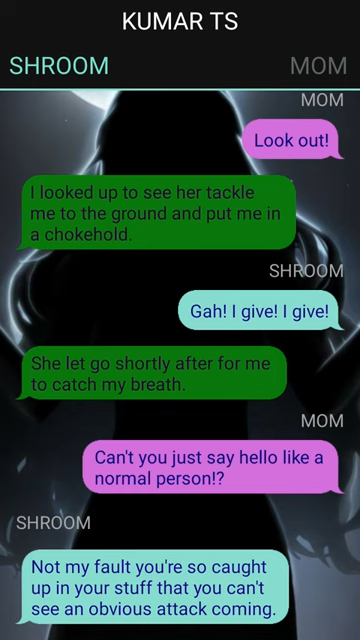 KUMAR TS
SHROOM
MOM
MOM
Look out!
I looked up to see her tackle
me to the ground and put me in
a chokehold.
SHROOM
Gah! I give! I give!
She let go shortly after for me
to catch my breath.
MOM
Can't you just say hello like a
normal person!?
SHROOM
Not my fault you're so caught
up in your stuff that you can't
see an obvious attack coming.